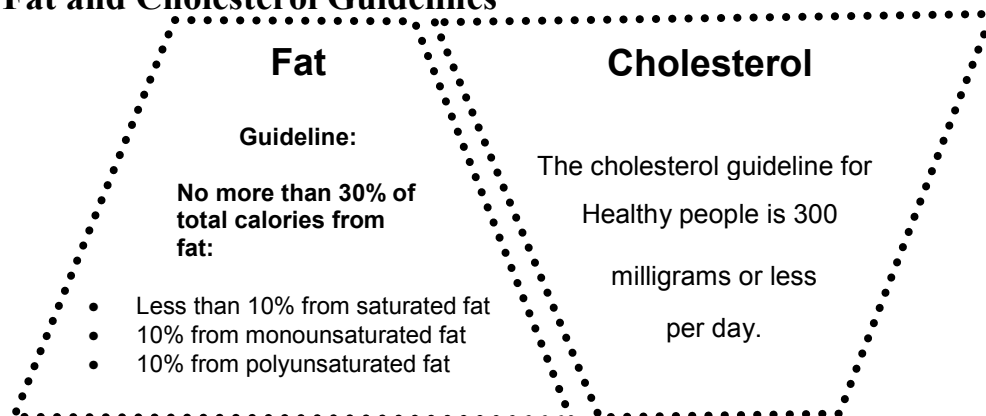 Fat and Cholesterol Guidelines
Fat
Guideline:
No more than 30% of
total calories from
fat:
• Less than 10% from saturated fat
• 10% from monounsaturated fat
• 10% from polyunsaturated fat
Cholesterol
The cholesterol guideline for
Healthy people is 300
milligrams or less
per day.